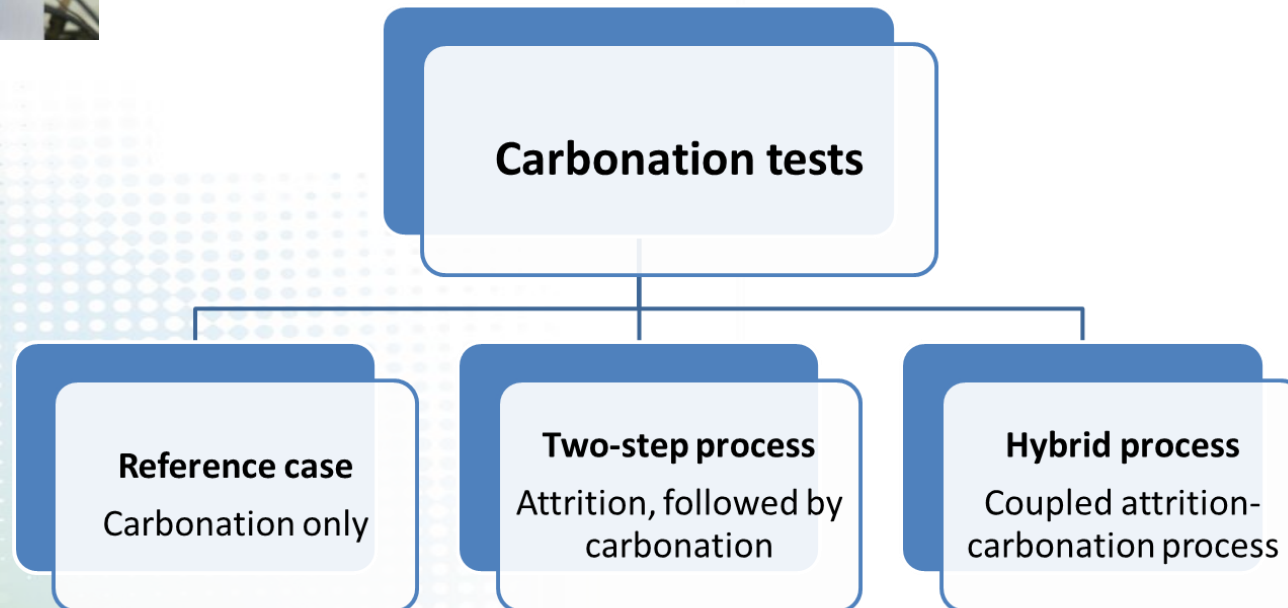 Carbonation tests
Reference case
Carbonation only
Two-step process
Attrition, followed by
carbonation
Hybrid process
Coupled attrition-
carbonation process